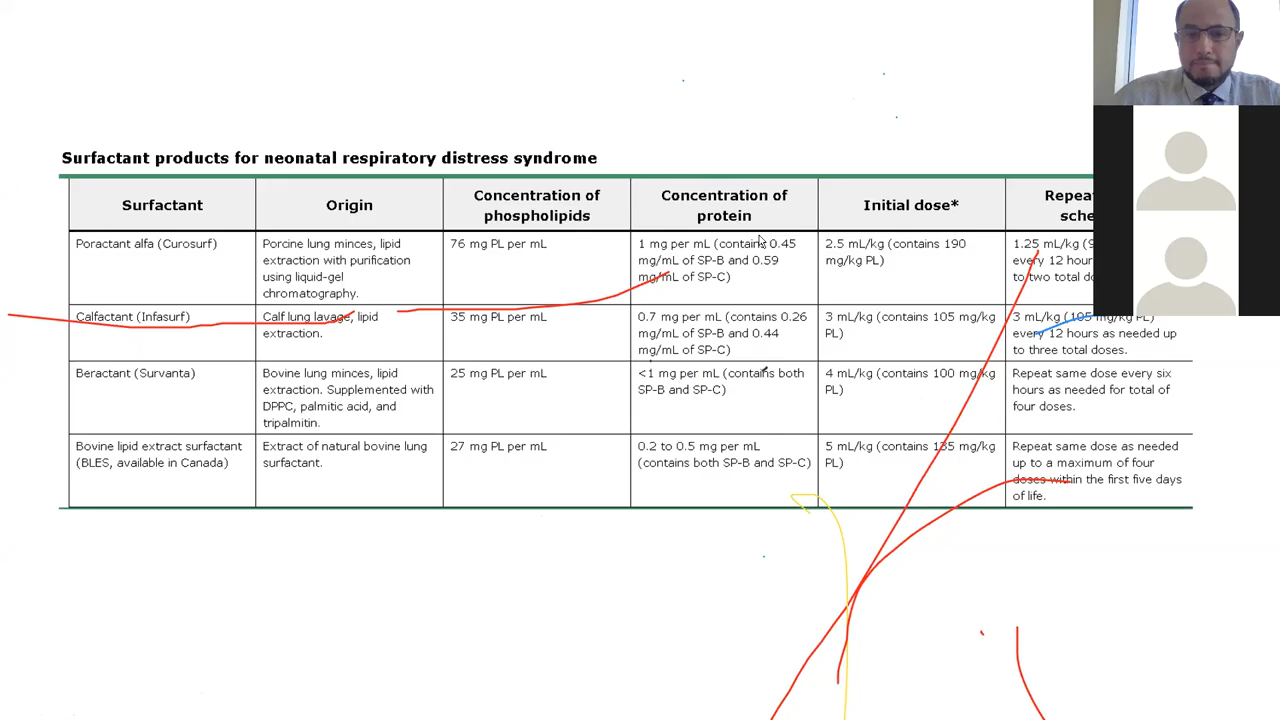 Surfactant products for neonatal respiratory distress syndrome
Surfactant
Origin
Concentration of
phospholipids
Concentration of
protein
Initial dose*
Repeat
Poractant alfa (Curosurf)
Porcine lung minces, lipid
extraction with purification
using liquid-gel
chromatography.
76 mg PL per mL
1 mg per mL (contains 0.45
mg/mL of SP-B and 0.59
mg/mL of SP-C)
2.5 mL/kg (contains 190
mg/kg PL)
1.25 mL/kg
every 12 hour
to two total
Calfactant (Infasurf)
Calf lung lavage, lipid
extraction.
35 mg PL per mL
0.7 mg per mL (contains 0.26
mg/mL of SP-B and 0.44
mg/mL of SP-C)
3 mL/kg (contains 105 mg/kg
PL)
3 mL/kg (105 mg/kg PL)
every 12 hours as needed up
to three total doses.
Beractant (Survanta)
Bovine lung minces, lipid
extraction. Supplemented with
DPPC, palmitic acid, and
tripalmitin.
25 mg PL per mL
<1 mg per mL (contains both
SP-B and SP-C)
4 mL/kg (contains 100 mg/kg
PL)
Repeat same dose every six
hours as needed for total of
four doses.
Bovine lipid extract surfactant
(BLES, available in Canada)
Extract of natural bovine lung
surfactant.
27 mg PL per mL
0.2 to 0.5 mg per mL
(contains both SP-B and SP-C)
5 mL/kg (contains 135 mg/kg
PL)
Repeat same dose as needed
up to a maximum of four
doses within the first five days
of life.